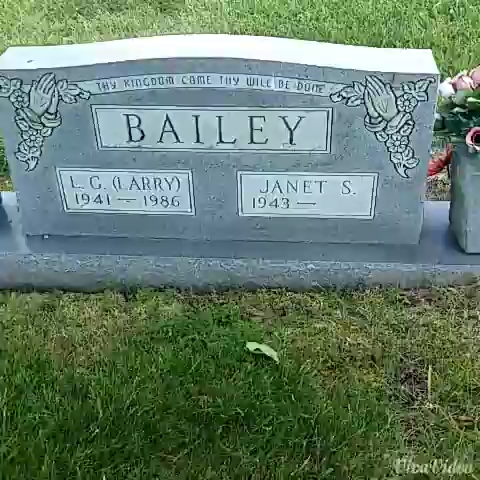 THY KINGDOM COME THY WILL BE DONE
BAILEY
L. G. (LARRY)
1941 — 1986
JANET S.
1943 —
VivaVideo